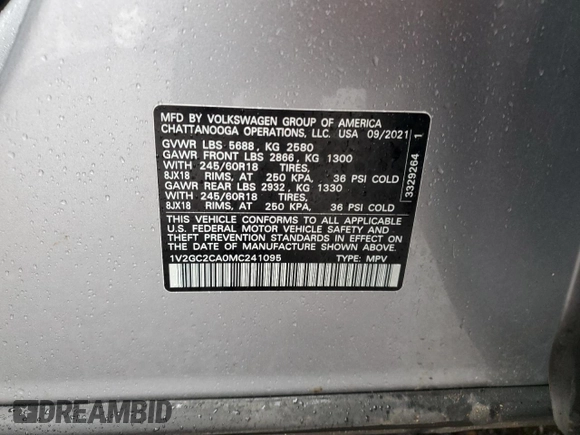 MFD BY VOLKSWAGEN GROUP OF AMERICA
CHATTANOOGA OPERATIONS, LLC. USA 09/2021
GVWR LBS 5688, KG 2580
GAWR FRONT LBS 2866, KG 1300
WITH 245/60R18 TIRES,
8JX18 RIMS, AT 250 KPA, 36 PSI COLD
GAWR REAR LBS 2932, KG 1330
WITH 245/60R18 TIRES,
8JX18 RIMS, AT 250 KPA, 36 PSI COLD
THIS VEHICLE CONFORMS TO ALL APPLICABLE
U.S. FEDERAL MOTOR VEHICLE SAFETY AND
THEFT PREVENTION STANDARDS IN EFFECT ON
THE DATE OF MANUFACTURE SHOWN ABOVE.
1V2GC2CA0MC241095 TYPE: MPV
3329264 1
DREAMBID